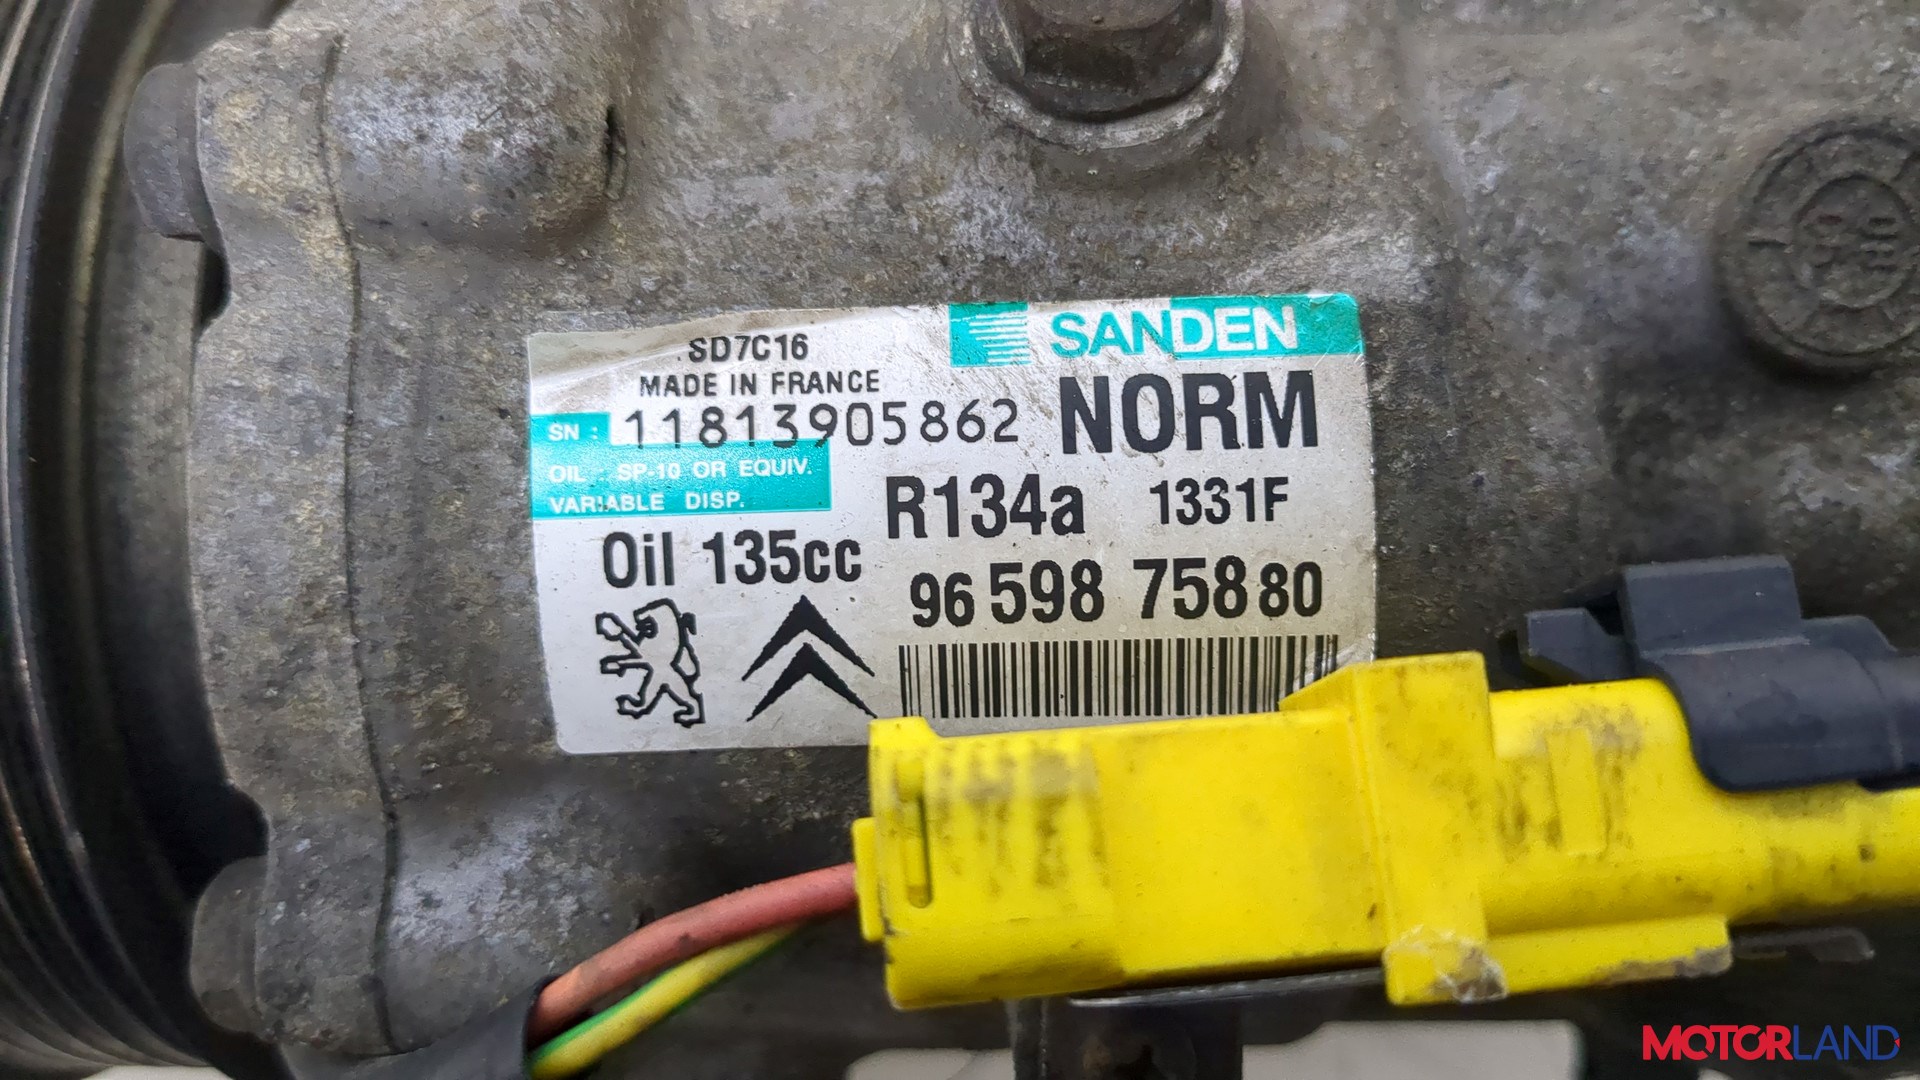 SANDEN
SD7C16
MADE IN FRANCE
SN : 11813905862
NORM
OIL : SP-10 OR EQUIV.
VARIABLE DISP.
R134a 1331F
Oil 135cc
96 598 758 80
MOTORLAND